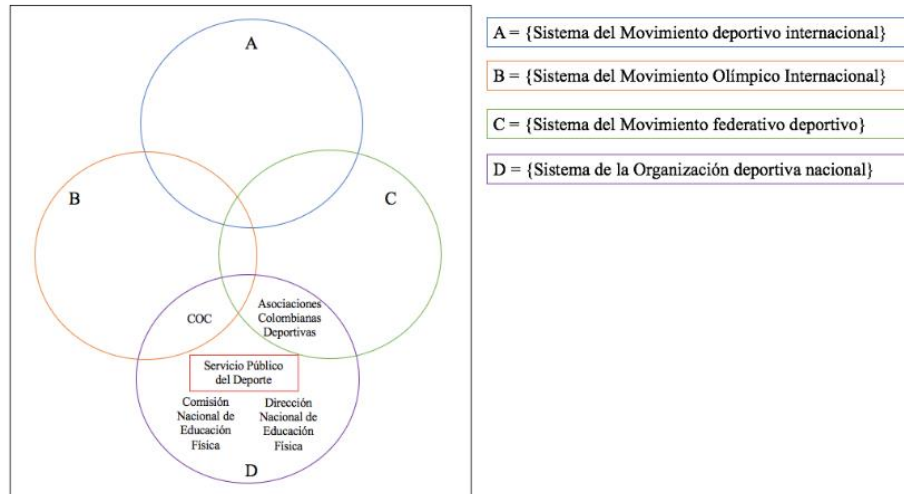 A
B
C
COC
Asociaciones
Colombianas
Deportivas
Servicio Público
del Deporte
Comisión
Nacional de
Educación
Física
Dirección
Nacional de
Educación
Física
D
A = {Sistema del Movimiento deportivo internacional}
B = {Sistema del Movimiento Olímpico Internacional}
C = {Sistema del Movimiento federativo deportivo}
D = {Sistema de la Organización deportiva nacional}